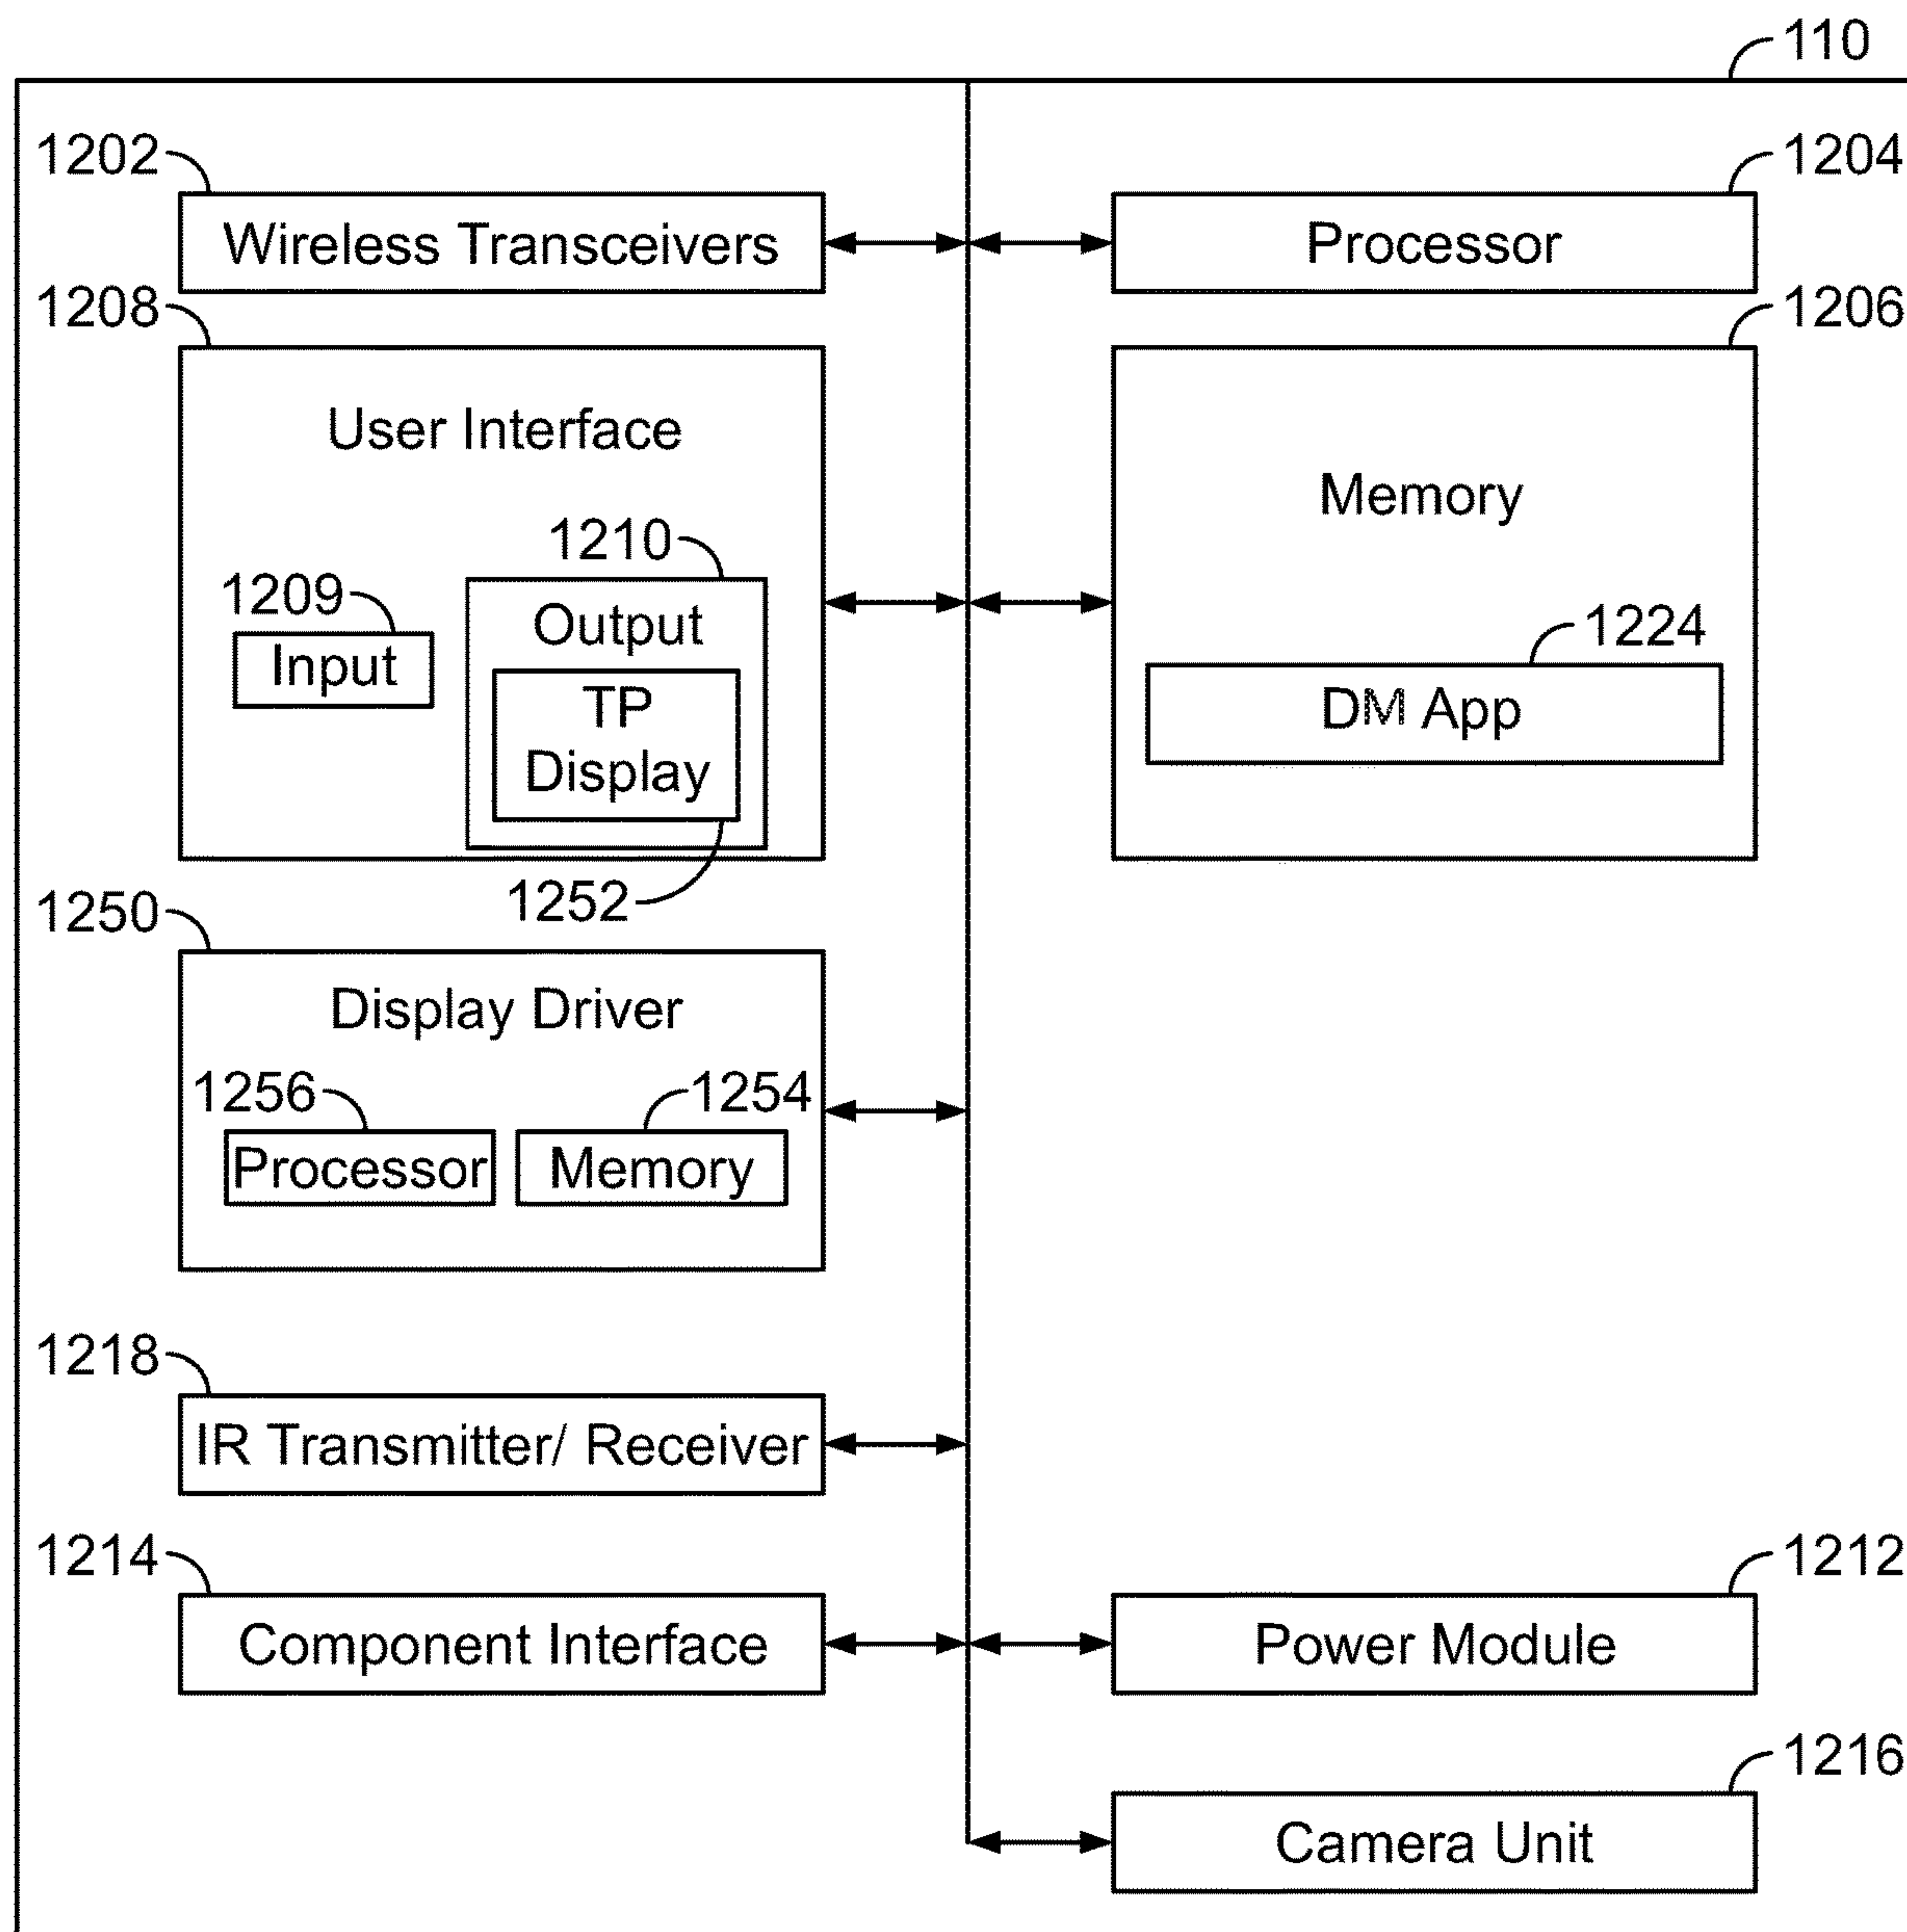 110
1202
1204
Wireless Transceivers
Processor
1208
1206
User Interface
Memory
1210
1209
Output
Input
1224
TP
Display
DM App
1252
1250
Display Driver
1256
1254
Processor
Memory
1218
IR Transmitter/ Receiver
1214
1212
Component Interface
Power Module
1216
Camera Unit